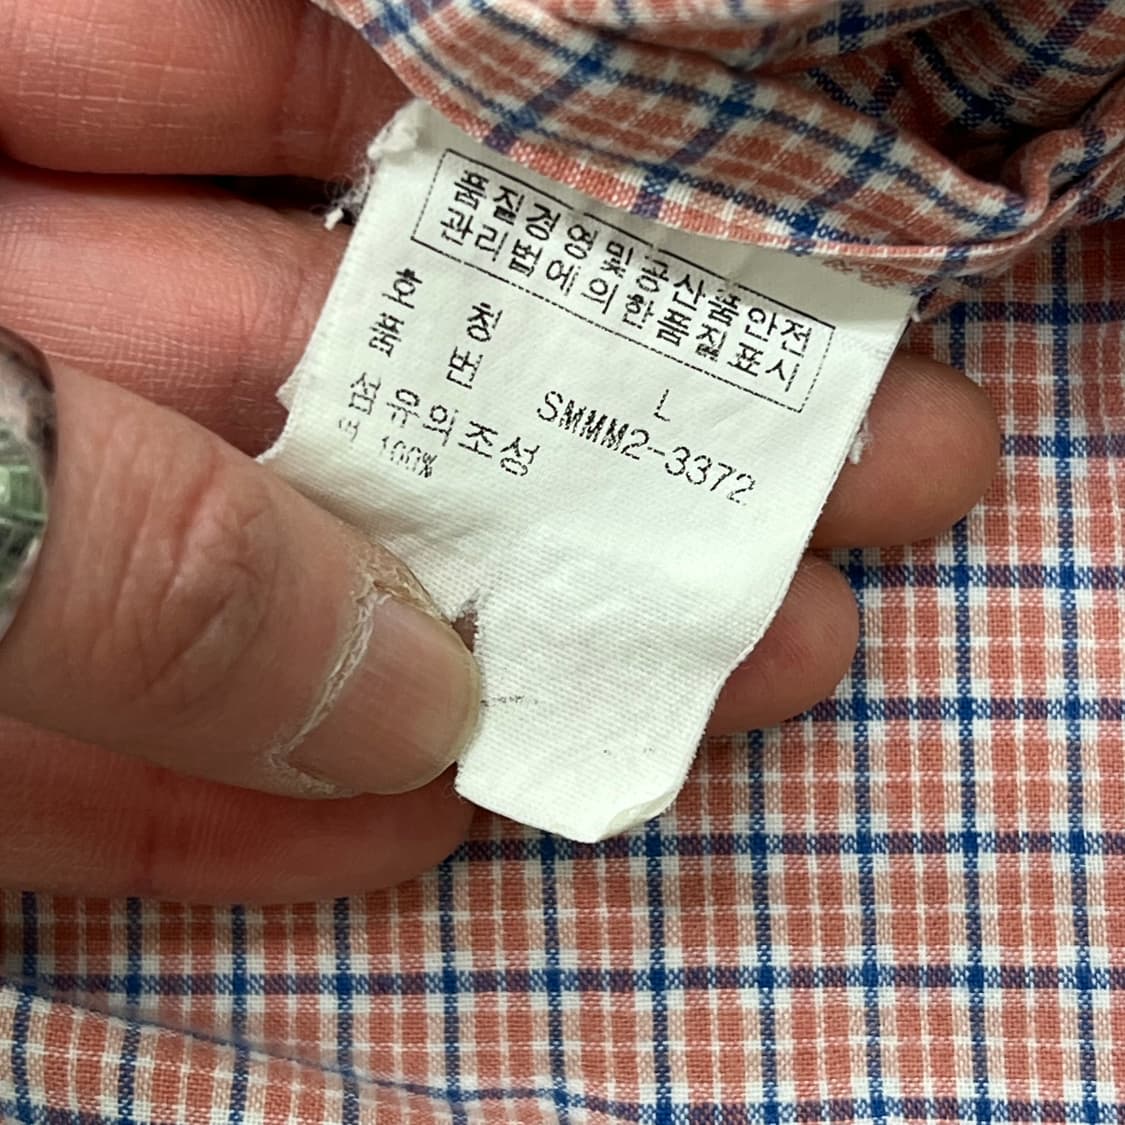 품질경영및공산품안전
관리법에의한품질표시
호 칭 L
품 번 SMMM2-3372
섬유의조성
100%